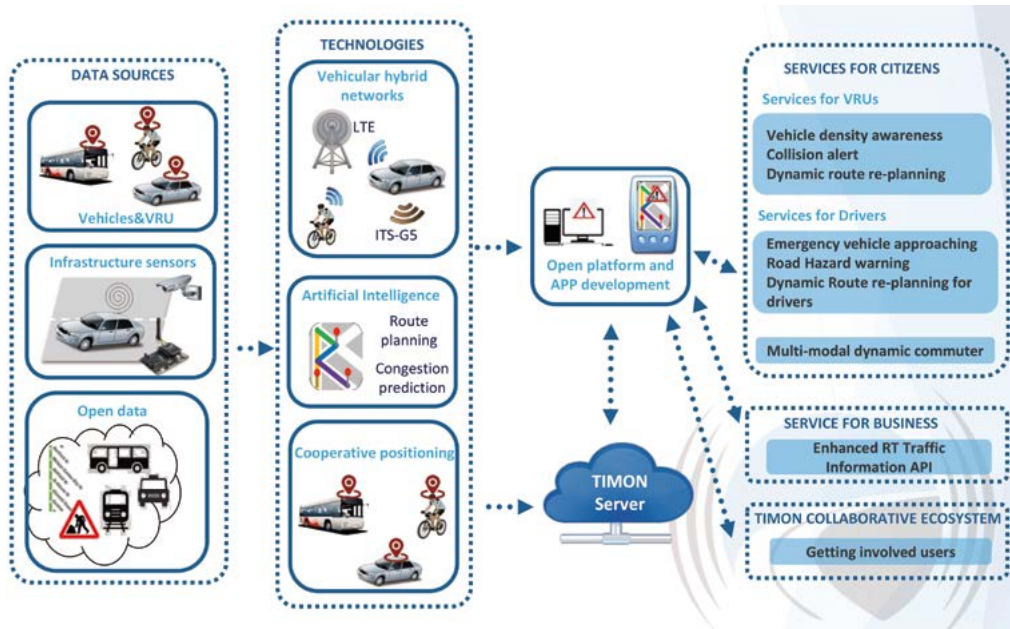 DATA SOURCES
Vehicles&VRU
Infrastructure sensors
Open data
TECHNOLOGIES
Vehicular hybrid
networks
LTE
ITS-G5
Artificial Intelligence
Route
planning
Congestion
prediction
Cooperative positioning
Open platform and
APP development
TIMON
Server
SERVICES FOR CITIZENS
Services for VRUs
Vehicle density awareness
Collision alert
Dynamic route re-planning
Services for Drivers
Emergency vehicle approaching
Road Hazard warning
Dynamic Route re-planning for
drivers
Multi-modal dynamic commuter
SERVICE FOR BUSINESS
Enhanced RT Traffic
Information API
TIMON COLLABORATIVE ECOSYSTEM
Getting involved users